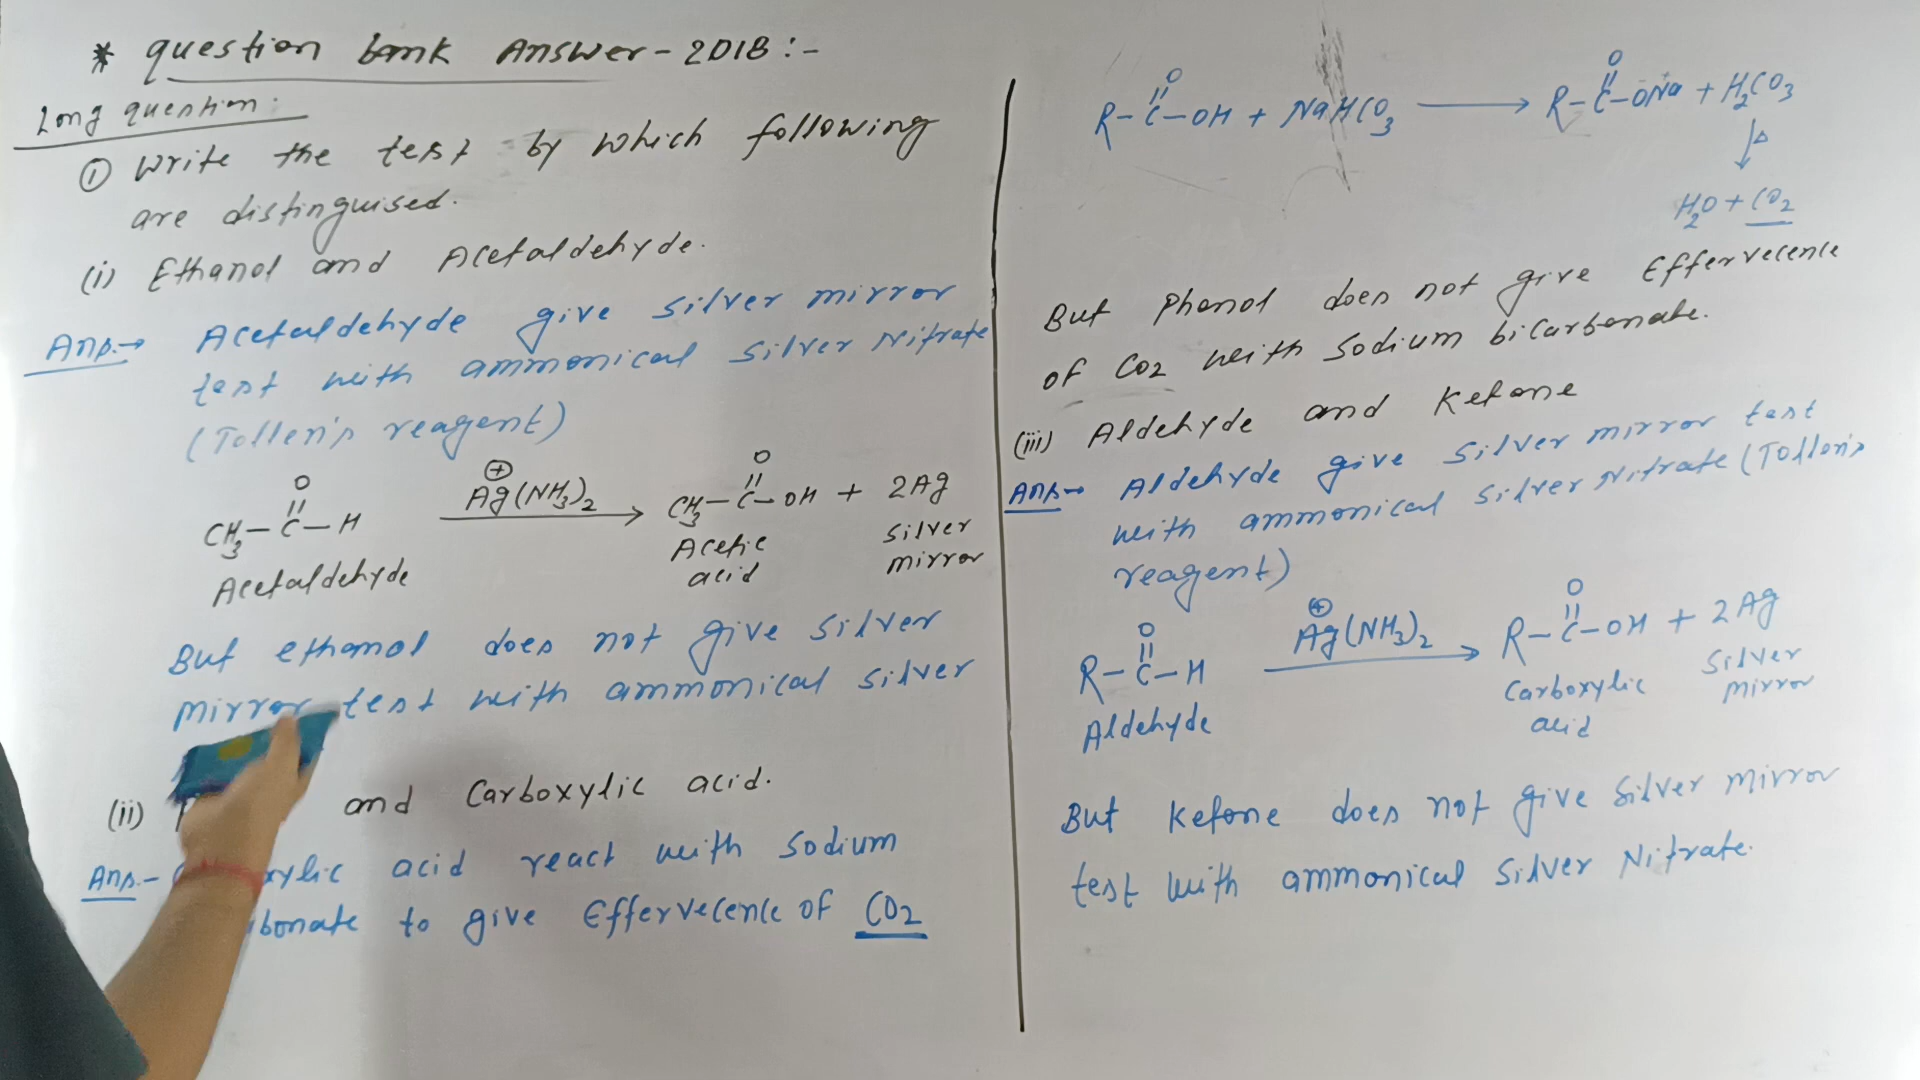 * question bank Answer - 2018 :-
Long question :
① Write the test by which following
are distinguised.
(i) Ethanol and Acetaldehyde.
Ans.→ Acetaldehyde give silver mirror
test with ammonical silver Nitrate
(Tollen's reagent)
O
CH3 - C - H
Acetaldehyde
⊕
Ag(NH3)2
O
CH3 - C - OH + 2Ag
Acetic acid
silver mirror
But ethanol does not give silver
mirror test with ammonical silver
(ii) and Carboxylic acid.
Ans.- acid react with sodium
to give Effervecence of CO2
O
R - C - OH + NaHCO3 → R - C - ONa + H2CO3
O
Δ
H2O + CO2
But Phenol does not give Effervecence
of CO2 with Sodium bicarbonate.
(iii) Aldehyde and Ketone
Ans→ Aldehyde give silver mirror test
with ammonical silver Nitrate (Tollen's
reagent)
O
R - C - H
Aldehyde
⊕
Ag(NH3)2
O
R - C - OH + 2Ag
Carboxylic acid
silver mirror
But Ketone does not give silver mirror
test with ammonical silver Nitrate.